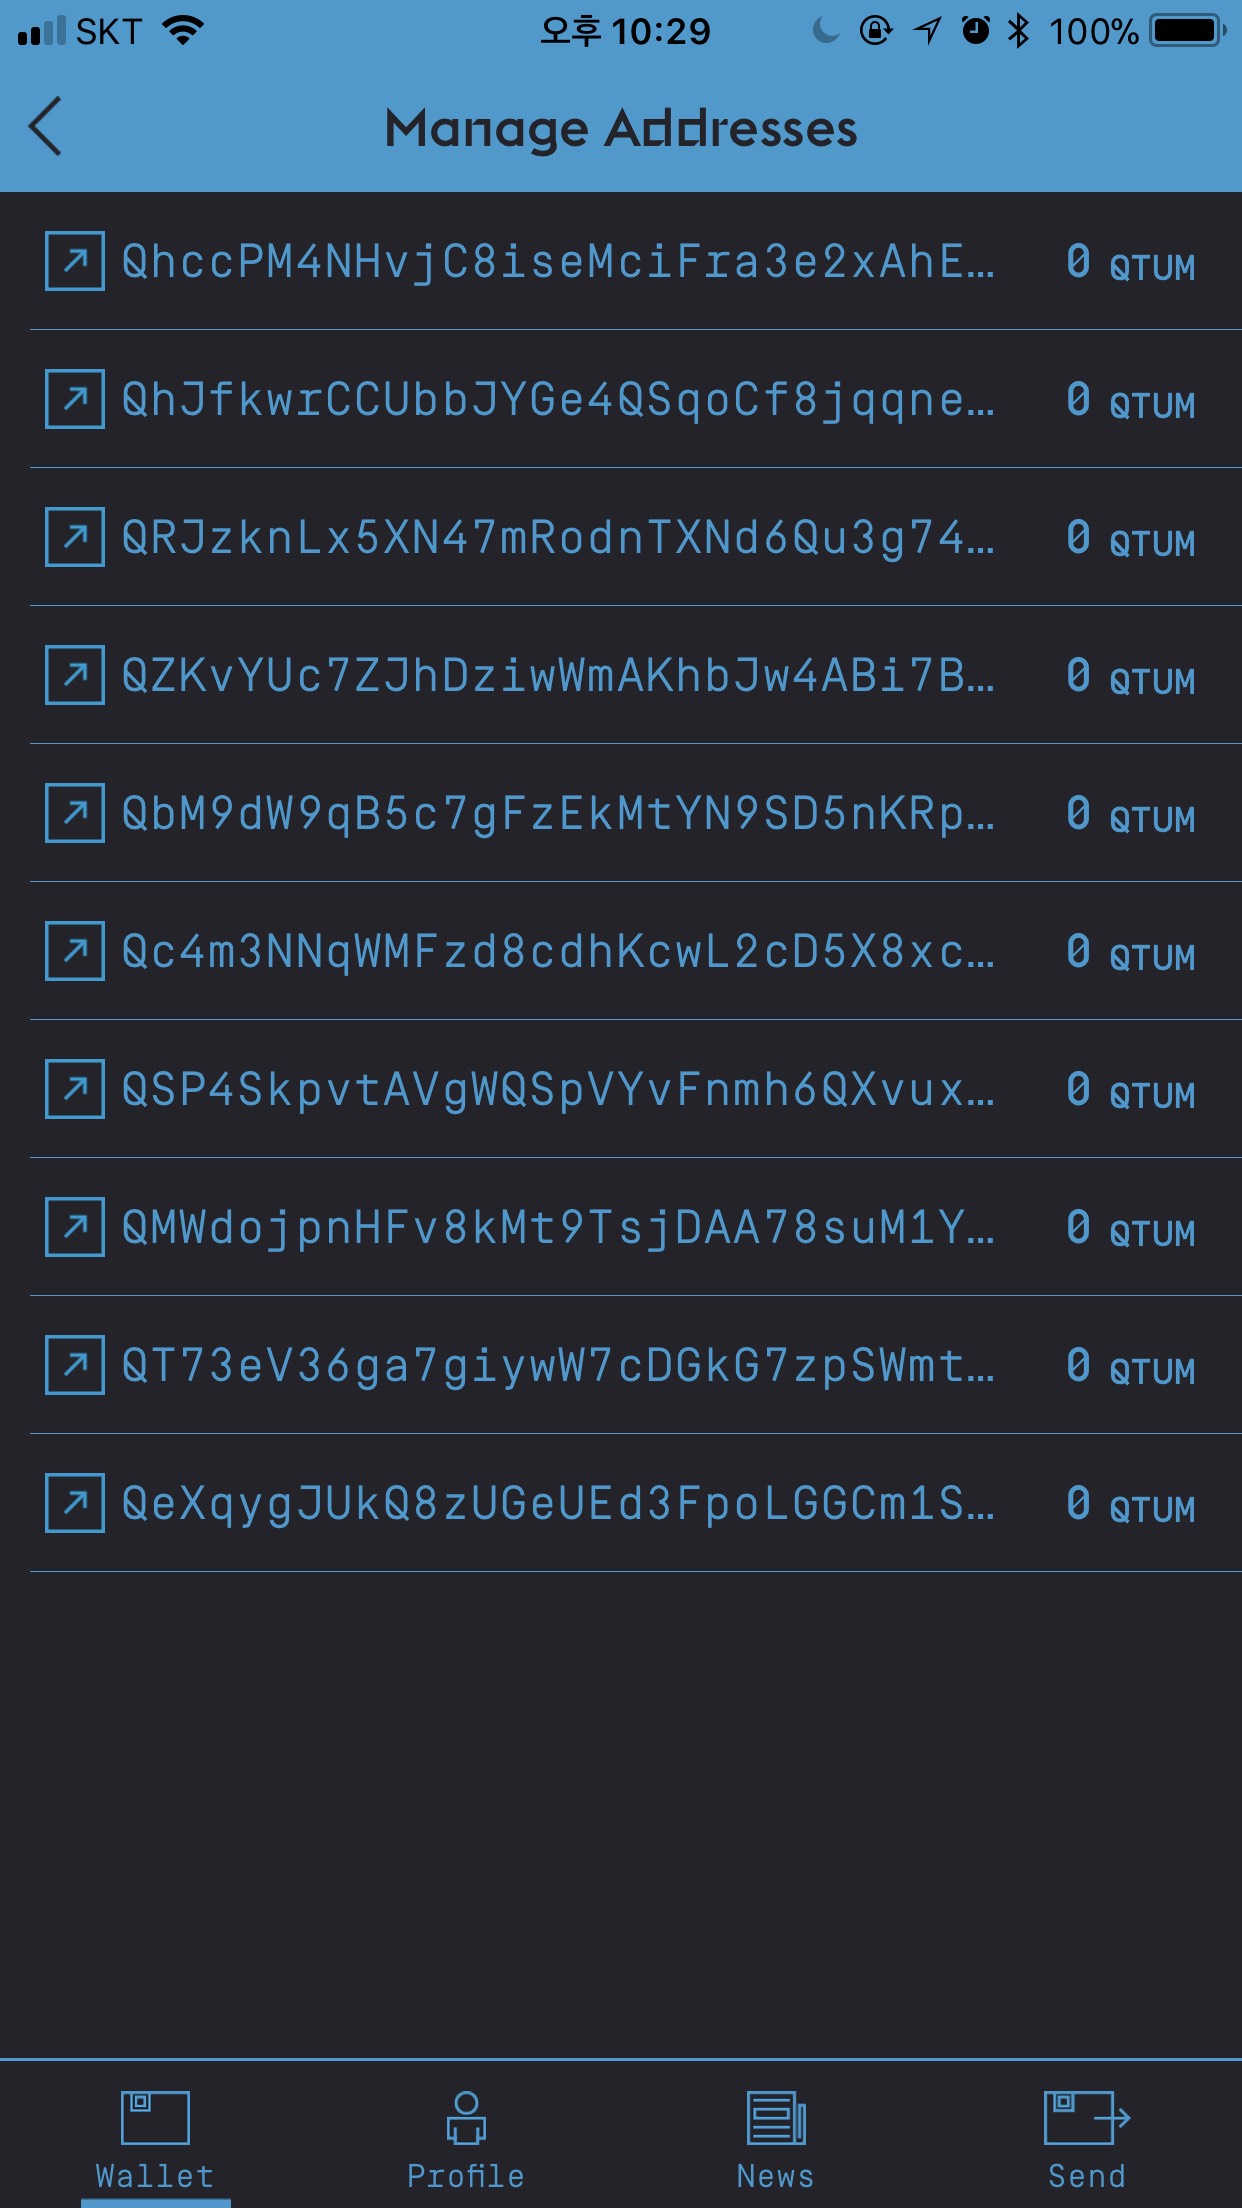 SKT 오후 10:29 100%
Manage Addresses
QhccPM4NHvjC8iseMciFra3e2xAhE... 0 QTUM
QhJfkwrCCUbbJYGe4QSqoCf8jqqne... 0 QTUM
QRJzknLx5XN47mRodnTXNd6Qu3g74... 0 QTUM
QZKvYUc7ZJhDziwWmAKhbJw4ABi7B... 0 QTUM
QbM9dW9qB5c7gFzEkMtYN9SD5nKRp... 0 QTUM
Qc4m3NNqWMFzd8cdhKcwL2cD5X8xc... 0 QTUM
QSP4SkpvtAVgWQSpVYvFnmh6QXvux... 0 QTUM
QMWdojpnHFv8kMt9TsjDAA78suM1Y... 0 QTUM
QT73eV36ga7giywW7cDGkG7zpSWmt... 0 QTUM
QeXqygJUkQ8zUGeUEd3FpoLGGCm1S... 0 QTUM
Wallet Profile News Send